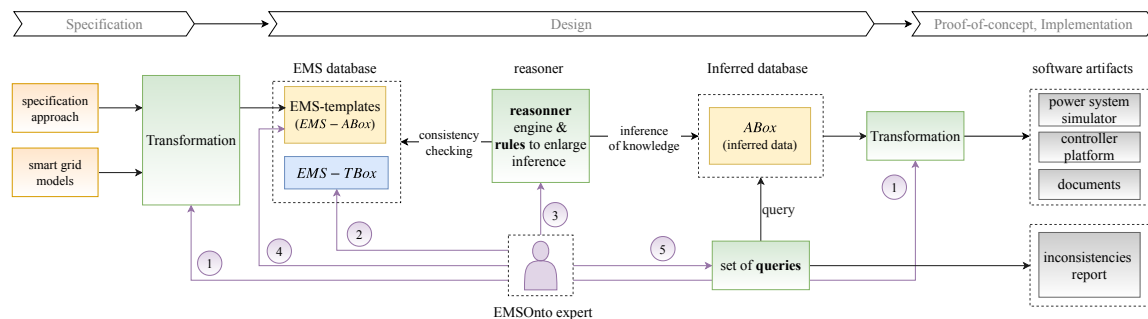 Specification
Design
Proof-of-concept, Implementation
EMS database
reasoner
Inferred database
software artifacts
specification
approach
smart grid
models
Transformation
EMS-templates
(EMS − ABox)
EMS − TBox
consistency
checking
reasonner
engine &
rules to enlarge
inference
inference
of knowledge
ABox
(inferred data)
Transformation
power system
simulator
controller
platform
documents
query
1
4
2
3
5
1
set of queries
inconsistencies
report
EMSOnto expert